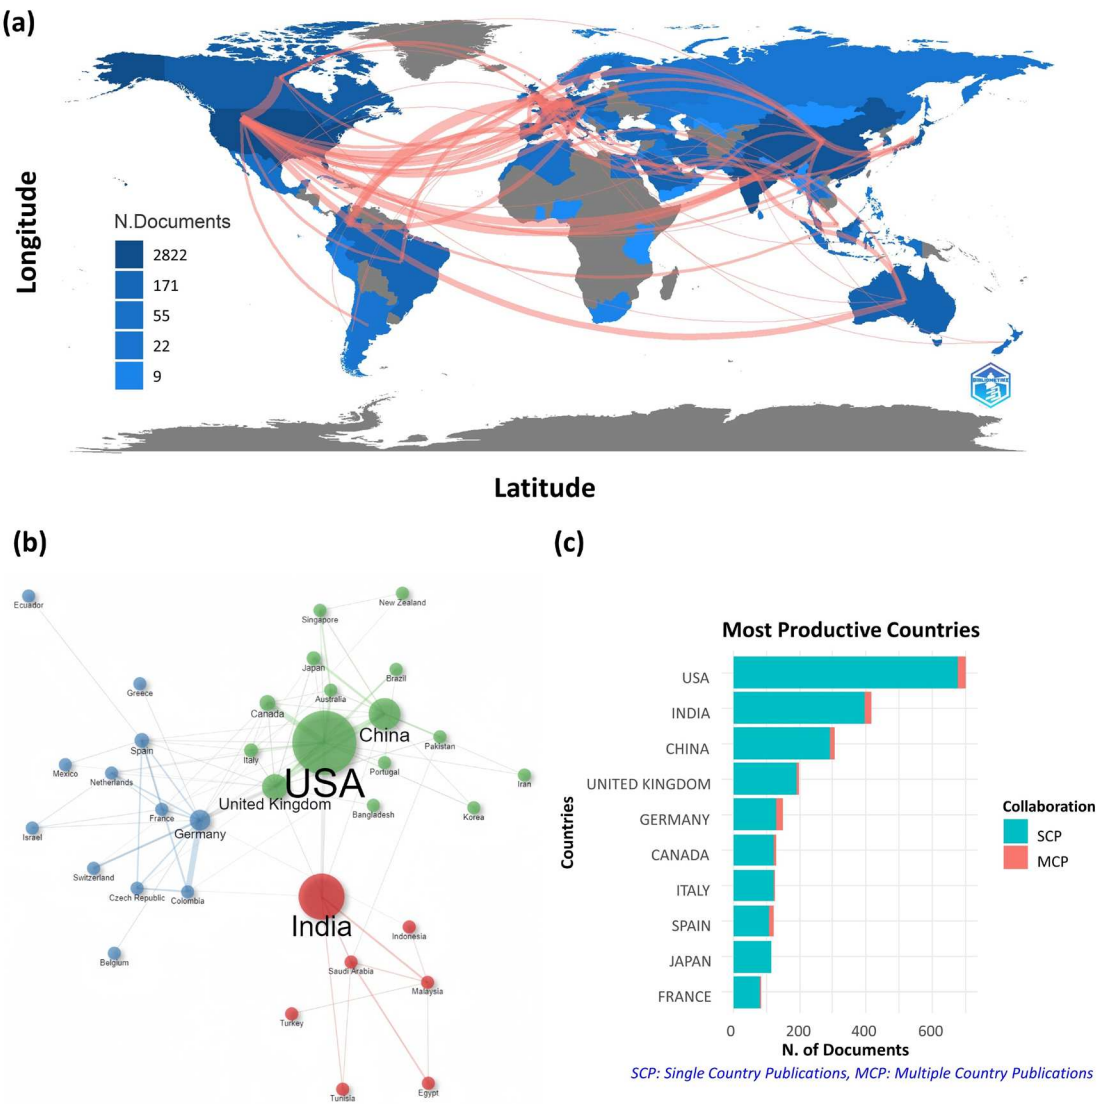 (a)
Longitude
N.Documents
2822
171
55
22
9
BIBLIOMETRIX
Latitude
(b)
Ecuador
New Zealand
Singapore
Japan
Brazil
Greece
Australia
Canada
China
Spain
Italy
Pakistan
Mexico
Netherlands
USA
Portugal
Iran
United Kingdom
France
Bangladesh
Korea
Israel
Germany
Switzerland
Czech Republic
Colombia
India
Indonesia
Belgium
Saudi Arabia
Malaysia
Turkey
Tunisia
Egypt
(c)
Most Productive Countries
Countries
USA
INDIA
CHINA
UNITED KINGDOM
GERMANY
CANADA
ITALY
SPAIN
JAPAN
FRANCE
Collaboration
SCP
MCP
0 200 400 600
N. of Documents
SCP: Single Country Publications, MCP: Multiple Country Publications